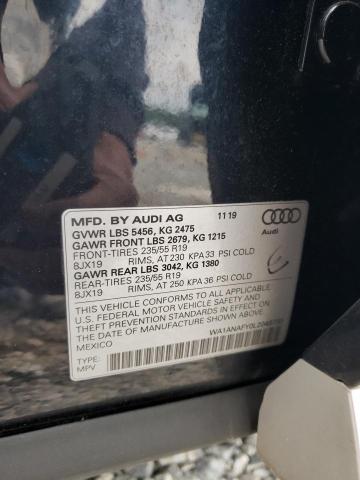 MFD. BY AUDI AG 11 19
GVWR LBS 5456, KG 2475
GAWR FRONT LBS 2679, KG 1215
FRONT-TIRES 235/55 R19
8JX19 RIMS, AT 230 KPA 33 PSI COLD
GAWR REAR LBS 3042, KG 1380
REAR-TIRES 235/55 R19
8JX19 RIMS, AT 250 KPA 36 PSI COLD
Audi
THIS VEHICLE CONFORMS TO ALL APPLICABLE
U.S. FEDERAL MOTOR VEHICLE SAFETY
BUMPER, AND THEFT PREVENTION STANDARDS IN
EFFECT ON THE DATE OF MANUFACTURE SHOWN ABOVE
MEXICO
TYPE:
MPV